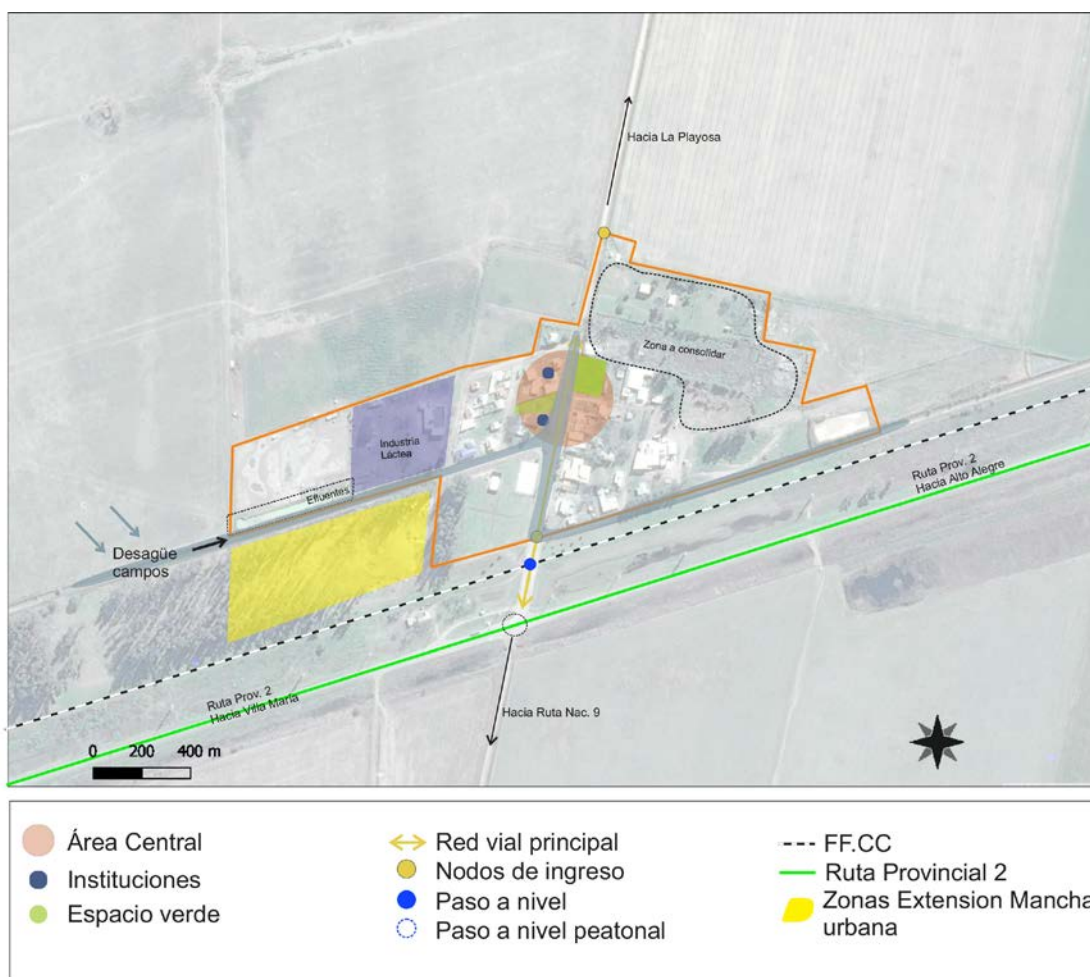 Hacia La Playosa
Zona a consolidar
Industria
Láctea
Efluentes
Ruta Prov. 2
Hacia Alto Alegre
Desagüe
campos
Ruta Prov. 2
Hacia Villa María
Hacia Ruta Nac. 9
0 200 400 m
Área Central
Instituciones
Espacio verde
Red vial principal
Nodos de ingreso
Paso a nivel
Paso a nivel peatonal
FF.CC
Ruta Provincial 2
Zonas Extension Mancha
urbana